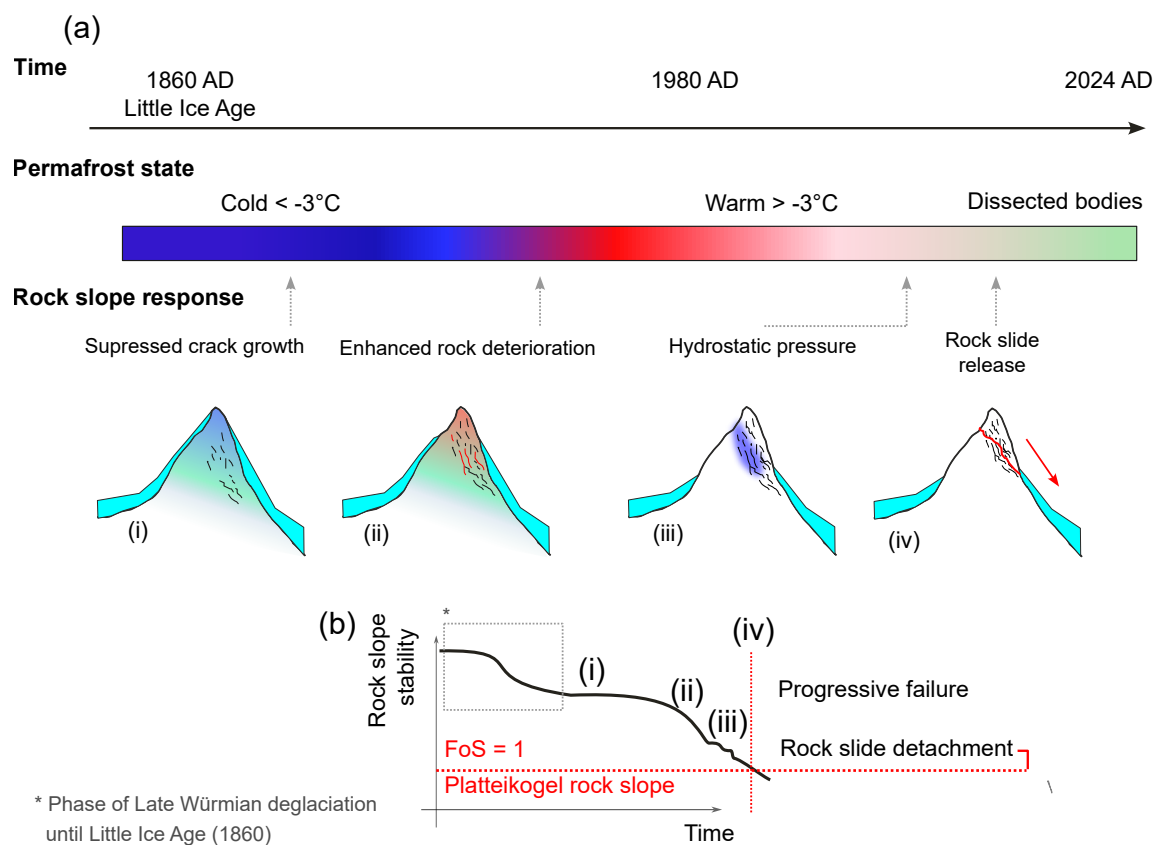 (a)
Time
1860 AD
Little Ice Age
1980 AD
2024 AD
Permafrost state
Cold < -3°C
Warm > -3°C
Dissected bodies
Rock slope response
Supressed crack growth
Enhanced rock deterioration
Hydrostatic pressure
Rock slide
release
(i)
(ii)
(iii)
(iv)
(b)
Rock slope
stability
*
(i)
(ii)
(iii)
(iv)
Progressive failure
Rock slide detachment
FoS = 1
Platteikogel rock slope
Time
* Phase of Late Würmian deglaciation
until Little Ice Age (1860)